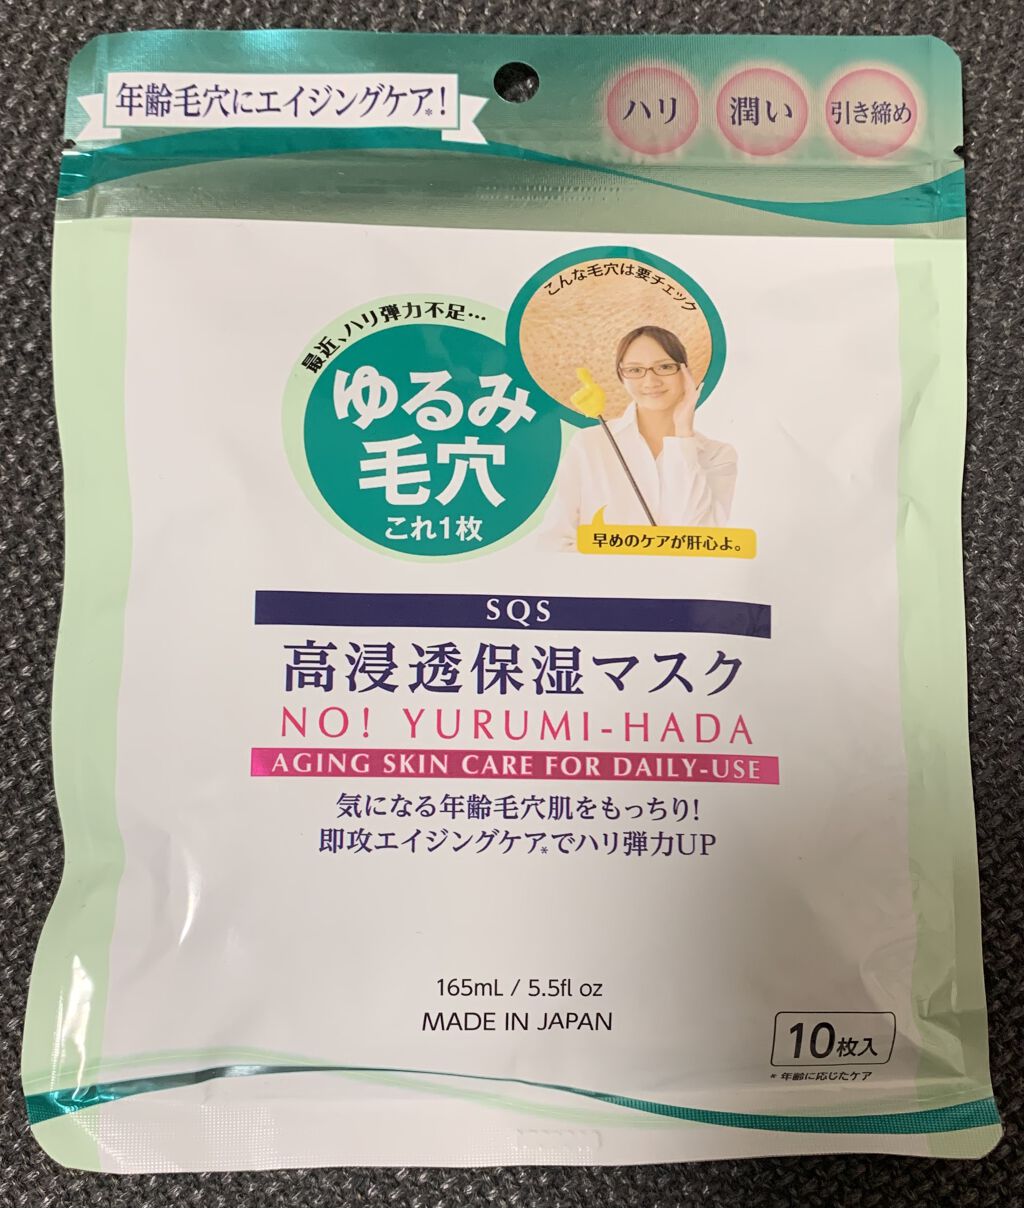 年齢毛穴にエイジングケア*!
ハリ
潤い
引き締め
こんな毛穴は要チェック
最近、ハリ弾力不足…
ゆるみ
毛穴
これ1枚
早めのケアが肝心よ。
SQS
高浸透保湿マスク
NO! YURUMI-HADA
AGING SKIN CARE FOR DAILY-USE
気になる年齢毛穴肌をもっちり!
即攻エイジングケア*でハリ弾力UP
165mL / 5.5fl oz
MADE IN JAPAN
10枚入
* 年齢に応じたケア